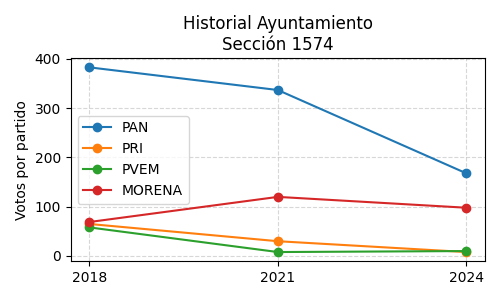 Historial Ayuntamiento
Sección 1574
Votos por partido
400
300
200
100
0
PAN
PRI
PVEM
MORENA
2018
2021
2024